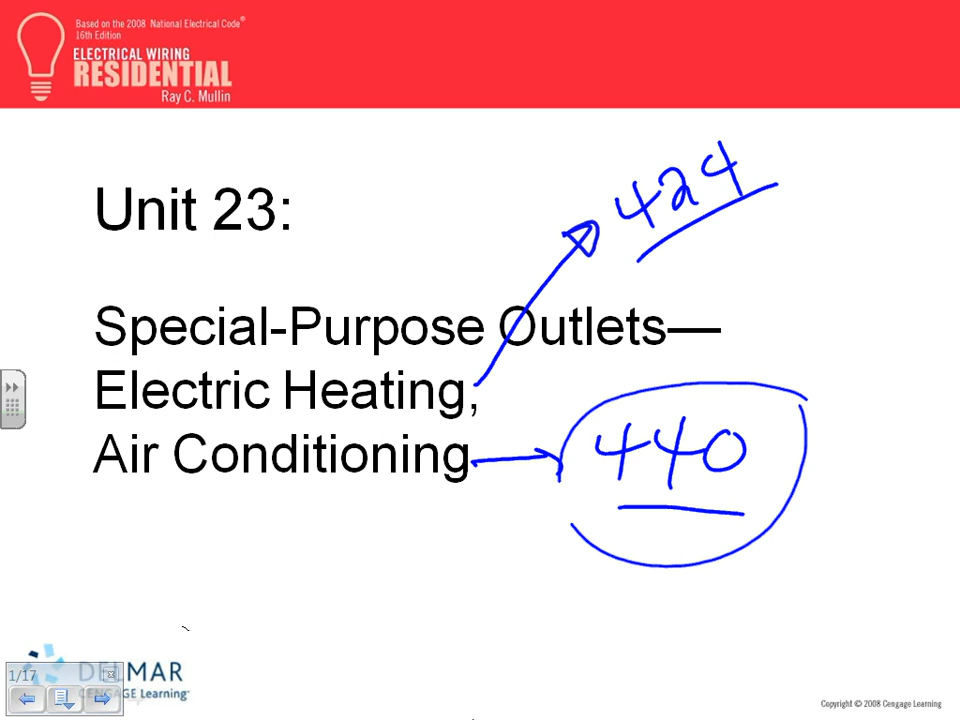 Based on the 2008 National Electrical Code®
16th Edition
ELECTRICAL WIRING
RESIDENTIAL
Ray C. Mullin
424
Unit 23:
Special-Purpose Outlets—
Electric Heating,
Air Conditioning
440
1/17
DELMAR
CENGAGE Learning
Copyright © 2008 Cengage Learning